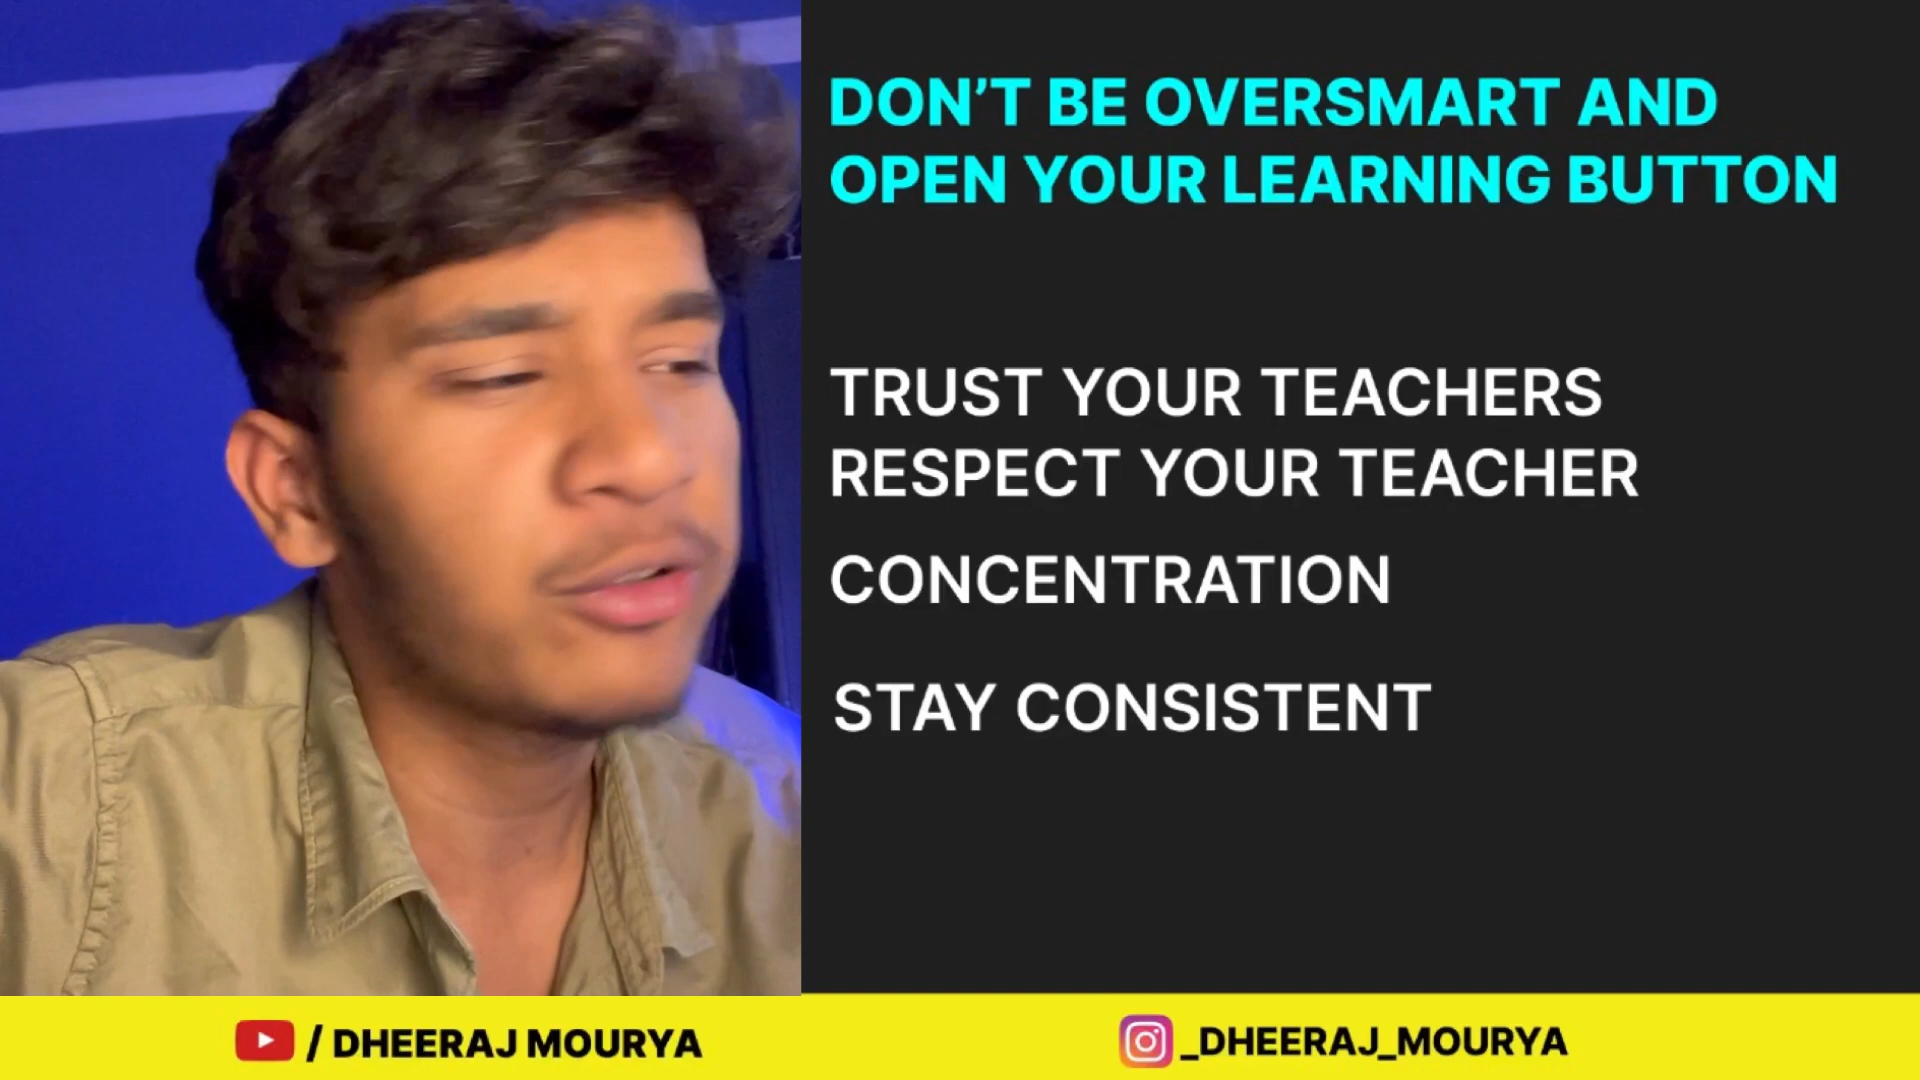 DON’T BE OVERSMART AND
OPEN YOUR LEARNING BUTTON
TRUST YOUR TEACHERS
RESPECT YOUR TEACHER
CONCENTRATION
STAY CONSISTENT
/ DHEERAJ MOURYA
_DHEERAJ_MOURYA